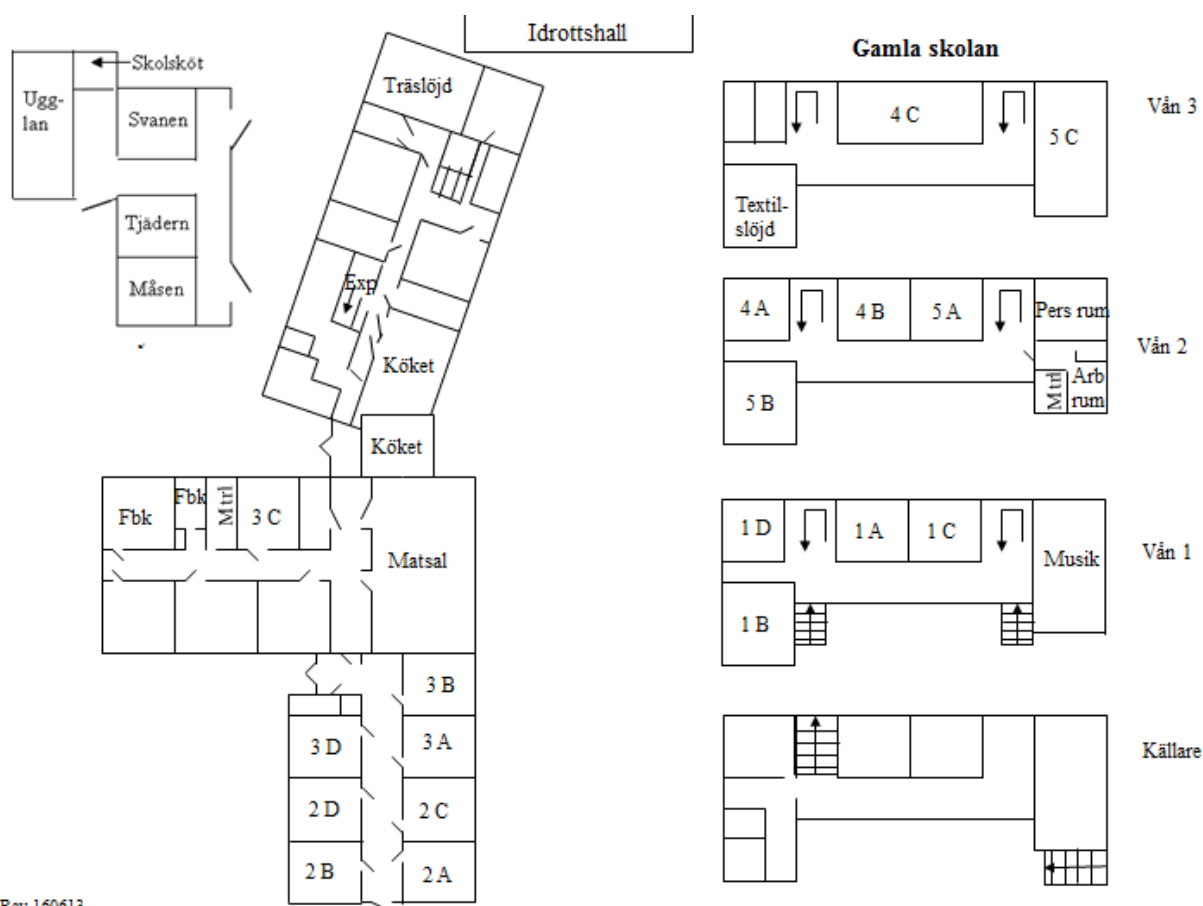 Idrottshall
Skolsköt
Ugg-
lan
Svanen
Tjädern
Måsen
Träslöjd
Exp
Köket
Köket
Fbk
Fbk
Mtrl
3 C
Matsal
3 B
3 D
3 A
2 D
2 C
2 B
2 A
Rev 160613
Gamla skolan
4 C
5 C
Vån 3
Textil-
slöjd
4 A
4 B
5 A
Pers rum
Vån 2
5 B
Mtrl
Arb
rum
1 D
1 A
1 C
Musik
Vån 1
1 B
Källare